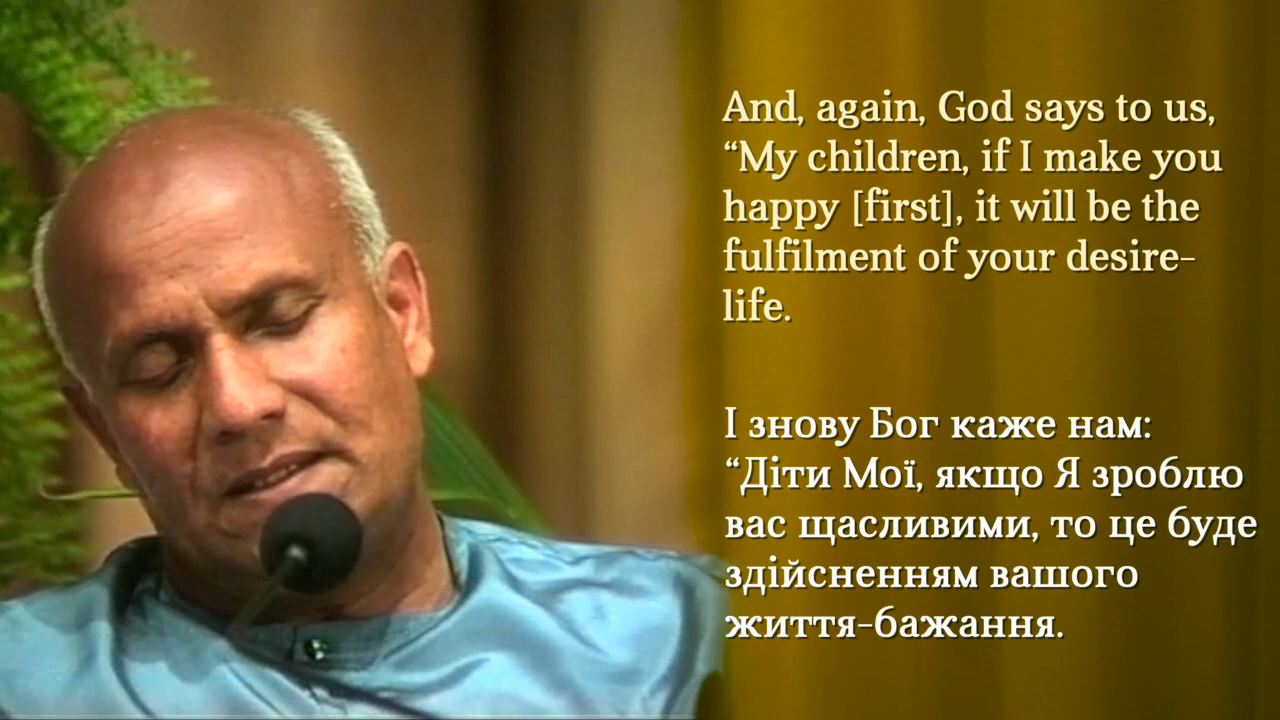 And, again, God says to us,
“My children, if I make you
happy [first], it will be the
fulfilment of your desire-
life.
І знову Бог каже нам:
“Діти Мої, якщо Я зроблю
вас щасливими, то це буде
здійсненням вашого
життя-бажання.